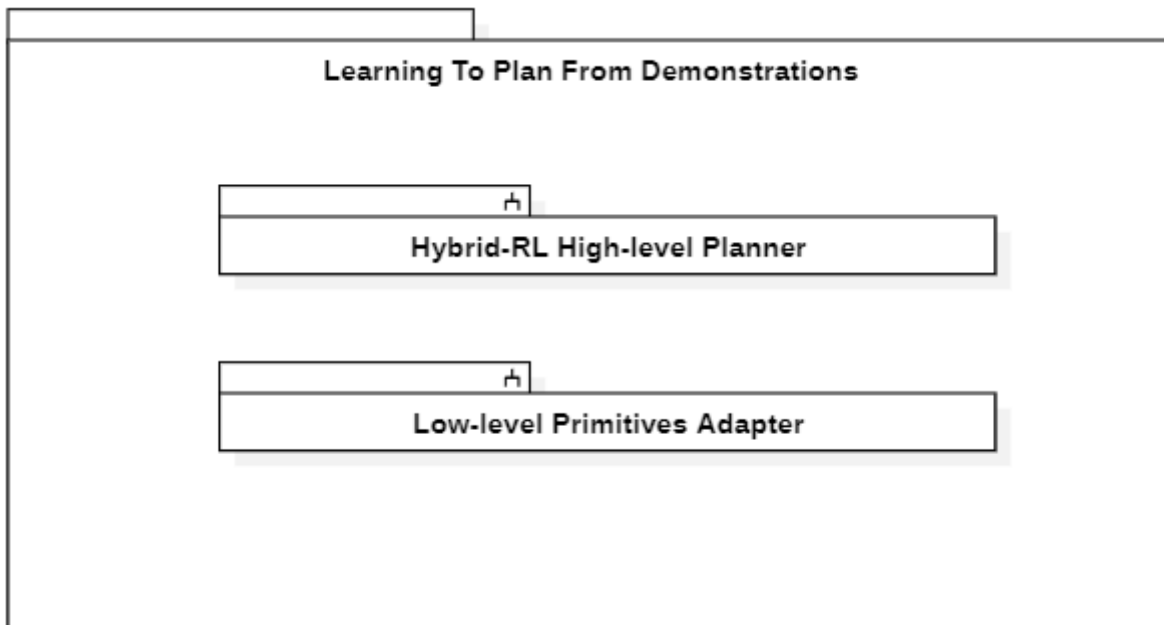 Learning To Plan From Demonstrations
Hybrid-RL High-level Planner
Low-level Primitives Adapter